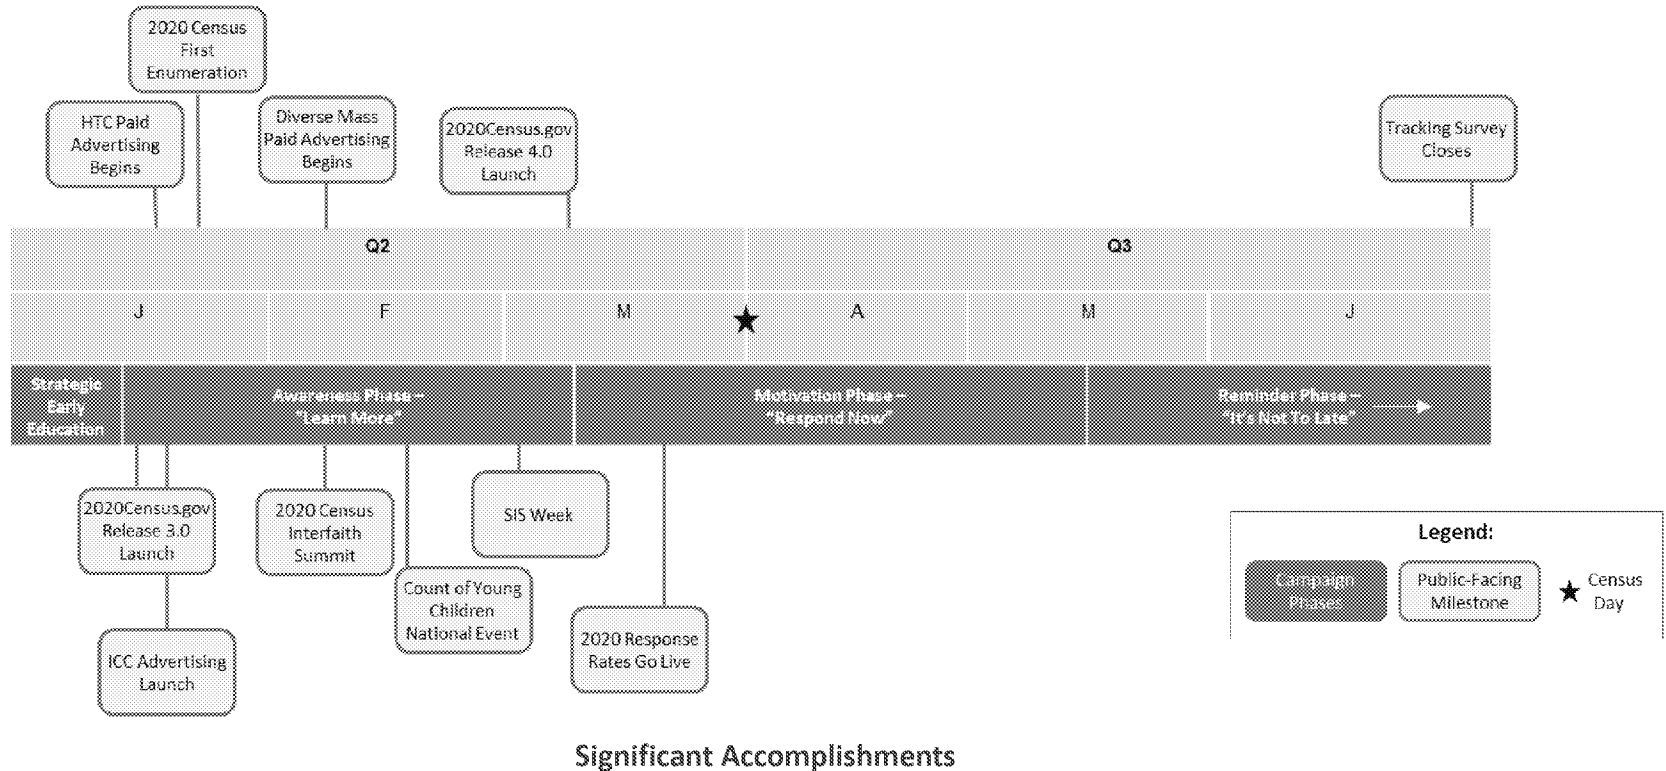 2020 Census
First
Enumeration
HTC Paid
Advertising
Begins
Diverse Mass
Paid Advertising
Begins
2020Census.gov
Release 4.0
Launch
Tracking Survey
Closes
Q2
Q3
J
F
M
A
M
J
Strategic
Early
Education
Awareness Phase –
"Learn More"
Motivation Phase –
"Respond Now"
Reminder Phase –
"It's Not To Late"
2020Census.gov
Release 3.0
Launch
2020 Census
Interfaith
Summit
SIS Week
Count of Young
Children
National Event
2020 Response
Rates Go Live
ICC Advertising
Launch
Legend:
Campaign
Phases
Public-Facing
Milestone
Census
Day
Significant Accomplishments